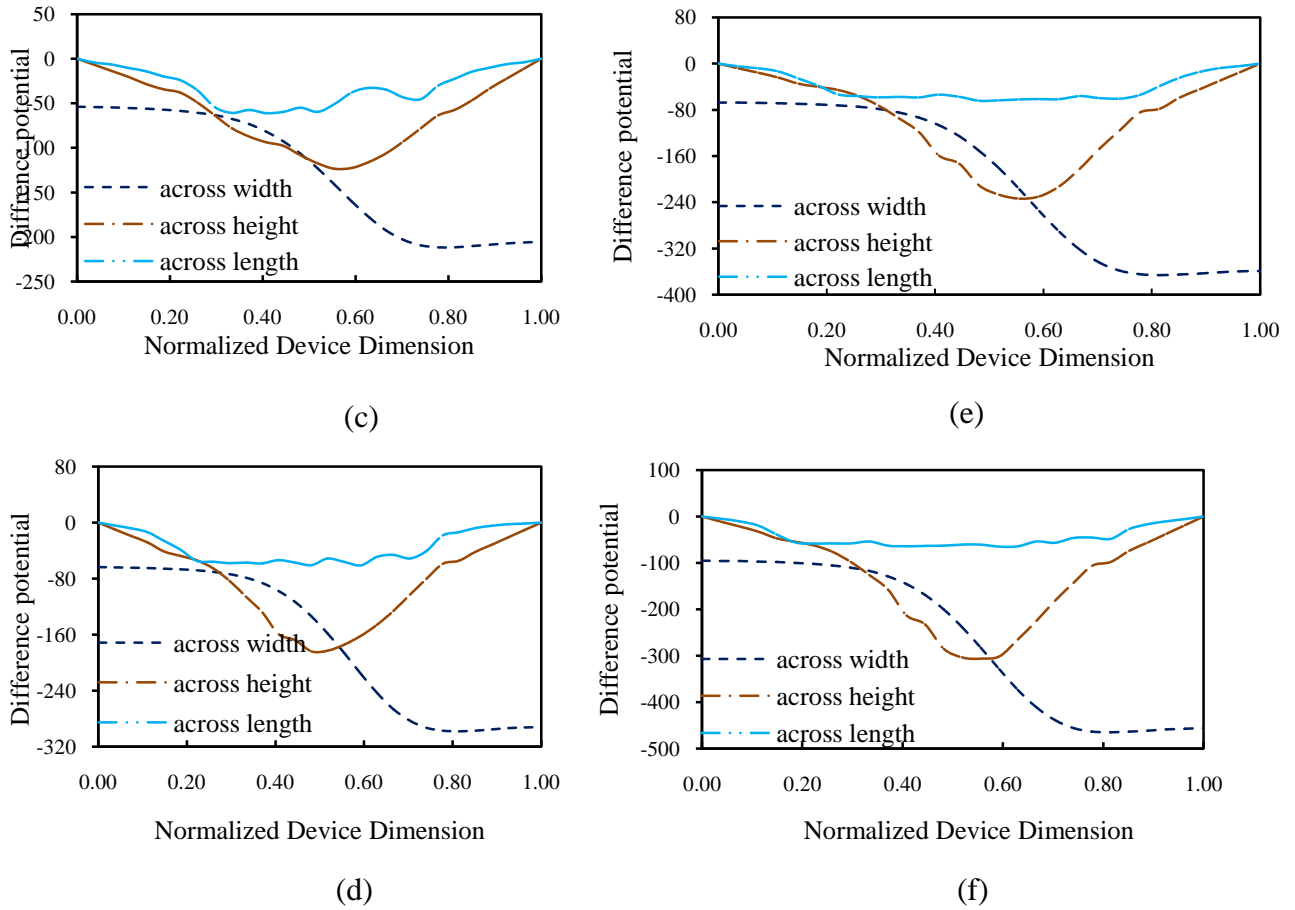 50
0
-50
-100
-150
-200
-250
Diffrence potential
across width
across height
across length
0.00 0.20 0.40 0.60 0.80 1.00
Normalized Device Dimension
(c)
80
0
-80
-160
-240
-320
-400
Difference potential
across width
across height
across length
0.00 0.20 0.40 0.60 0.80 1.00
Normalized Device Dimension
(e)
80
0
-80
-160
-240
-320
Difference potential
across width
across height
across length
0.00 0.20 0.40 0.60 0.80 1.00
Normalized Device Dimension
(d)
100
0
-100
-200
-300
-400
-500
Difference potential
across width
across height
across length
0.00 0.20 0.40 0.60 0.80 1.00
Normalized Device Dimension
(f)